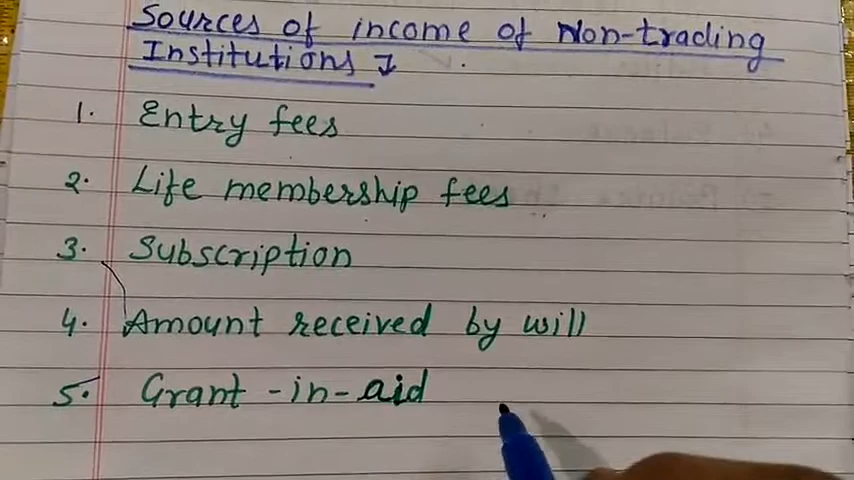 Sources of income of Non-trading
Institutions
1. Entry fees
2. Life membership fees
3. Subscription
4. Amount received by will
5. Grant-in-aid